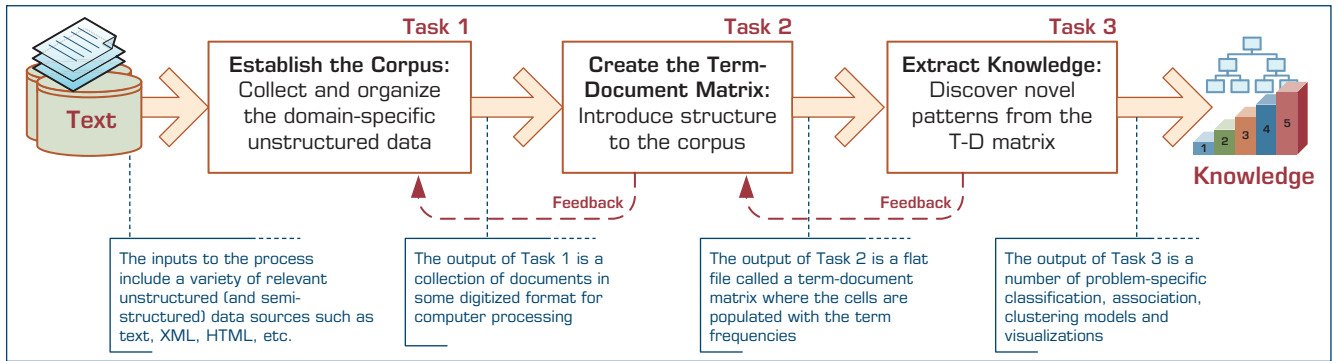 Task 1
Task 2
Task 3
Text
Establish the Corpus:
Collect and organize
the domain-specific
unstructured data
Create the Term-
Document Matrix:
Introduce structure
to the corpus
Extract Knowledge:
Discover novel
patterns from the
T-D matrix
1
2
3
4
5
Knowledge
Feedback
Feedback
The inputs to the process
include a variety of relevant
unstructured (and semi-
structured) data sources such as
text, XML, HTML, etc.
The output of Task 1 is a
collection of documents in
some digitized format for
computer processing
The output of Task 2 is a flat
file called a term-document
matrix where the cells are
populated with the term
frequencies
The output of Task 3 is a
number of problem-specific
classification, association,
clustering models and
visualizations